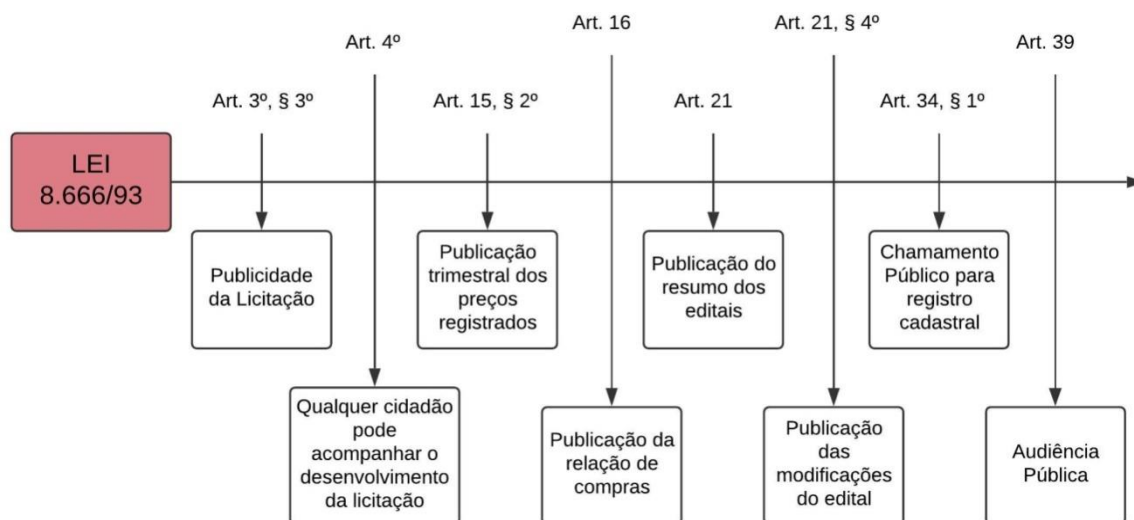 Art. 16
Art. 21, § 4º
Art. 4º
Art. 39
Art. 3º, § 3º
Art. 15, § 2º
Art. 21
Art. 34, § 1º
LEI
8.666/93
Publicidade
da Licitação
Publicação
trimestral dos
preços
registrados
Publicação do
resumo dos
editais
Chamamento
Público para
registro
cadastral
Qualquer cidadão
pode
acompanhar o
desenvolvimento
da licitação
Publicação da
relação de
compras
Publicação
das
modificações
do edital
Audiência
Pública